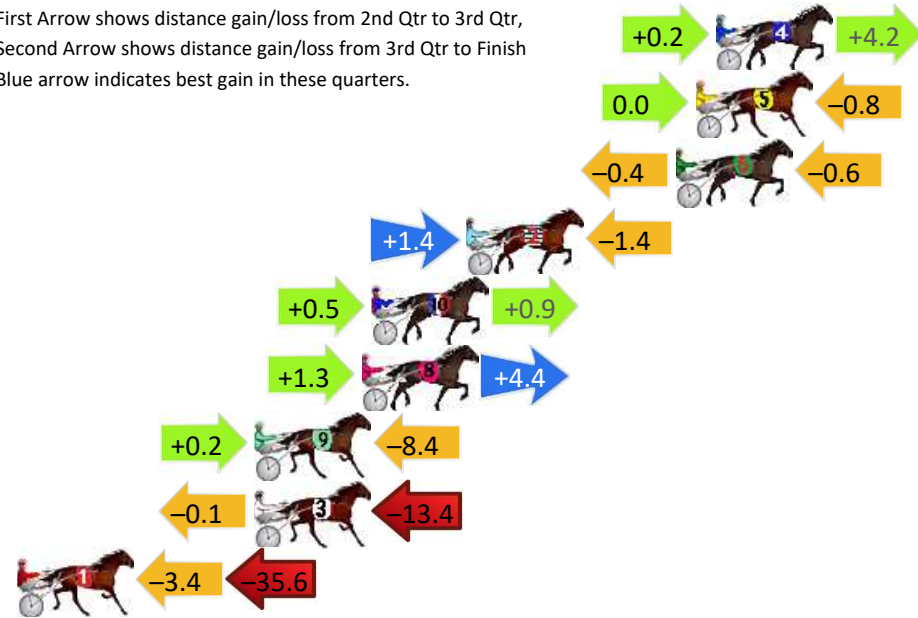 First Arrow shows distance gain/loss from 2nd Qtr to 3rd Qtr,
Second Arrow shows distance gain/loss from 3rd Qtr to Finish
Blue arrow indicates best gain in these quarters.
+0.2 4 +4.2
0.0 5 –0.8
–0.4 –0.6
+1.4 2 –1.4
+0.5 10 +0.9
+1.3 8 +4.4
+0.2 9 –8.4
–0.1 3 –13.4
1 –3.4 –35.6